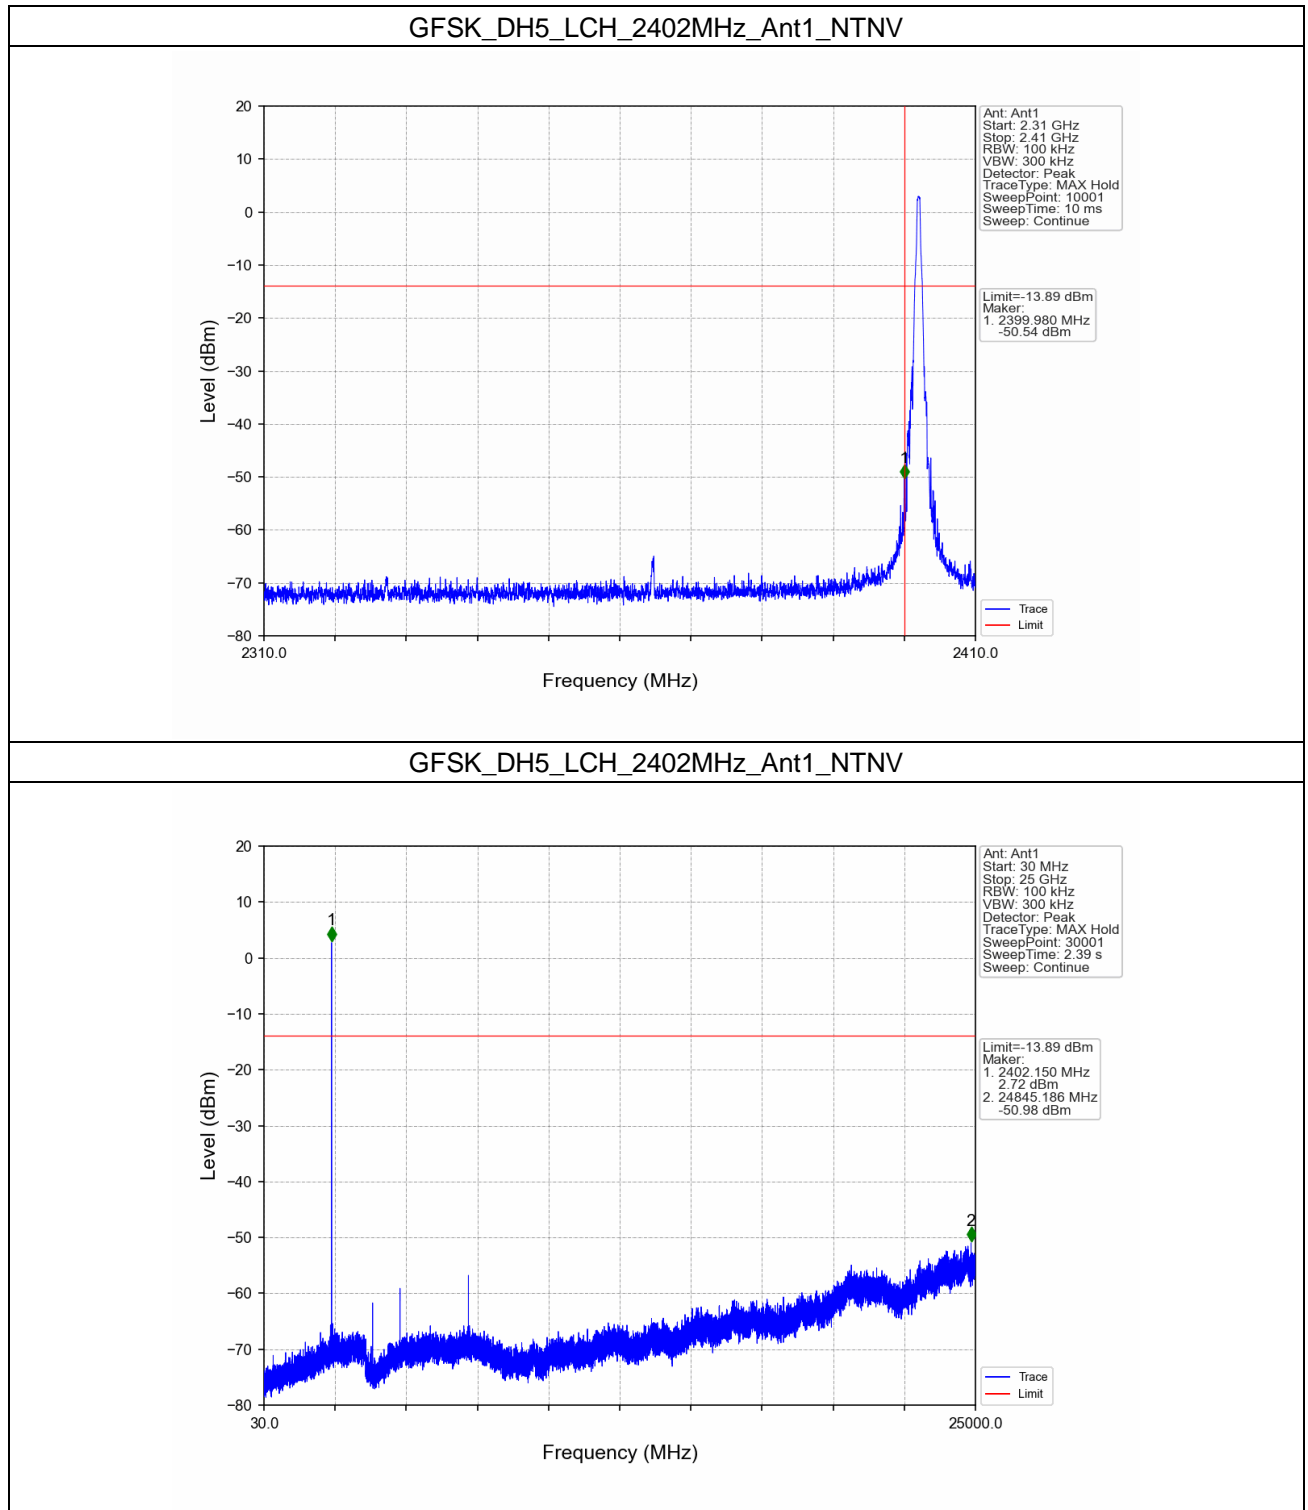 GFSK_DH5_LCH_2402MHz_Ant1_NTNV
20
10
0
−10
−20
−30
−40
−50
−60
−70
−80
Level (dBm)
2310.0
2410.0
Frequency (MHz)
1
Ant: Ant1
Start: 2.31 GHz
Stop: 2.41 GHz
RBW: 100 kHz
VBW: 300 kHz
Detector: Peak
TraceType: MAX Hold
SweepPoint: 10001
SweepTime: 10 ms
Sweep: Continue
Limit=-13.89 dBm
Maker:
1. 2399.980 MHz
-50.54 dBm
Trace
Limit
GFSK_DH5_LCH_2402MHz_Ant1_NTNV
20
10
0
−10
−20
−30
−40
−50
−60
−70
−80
Level (dBm)
30.0
25000.0
Frequency (MHz)
1
2
Ant: Ant1
Start: 30 MHz
Stop: 25 GHz
RBW: 100 kHz
VBW: 300 kHz
Detector: Peak
TraceType: MAX Hold
SweepPoint: 30001
SweepTime: 2.39 s
Sweep: Continue
Limit=-13.89 dBm
Maker:
1. 2402.150 MHz
2.72 dBm
2. 24845.186 MHz
-50.98 dBm
Trace
Limit